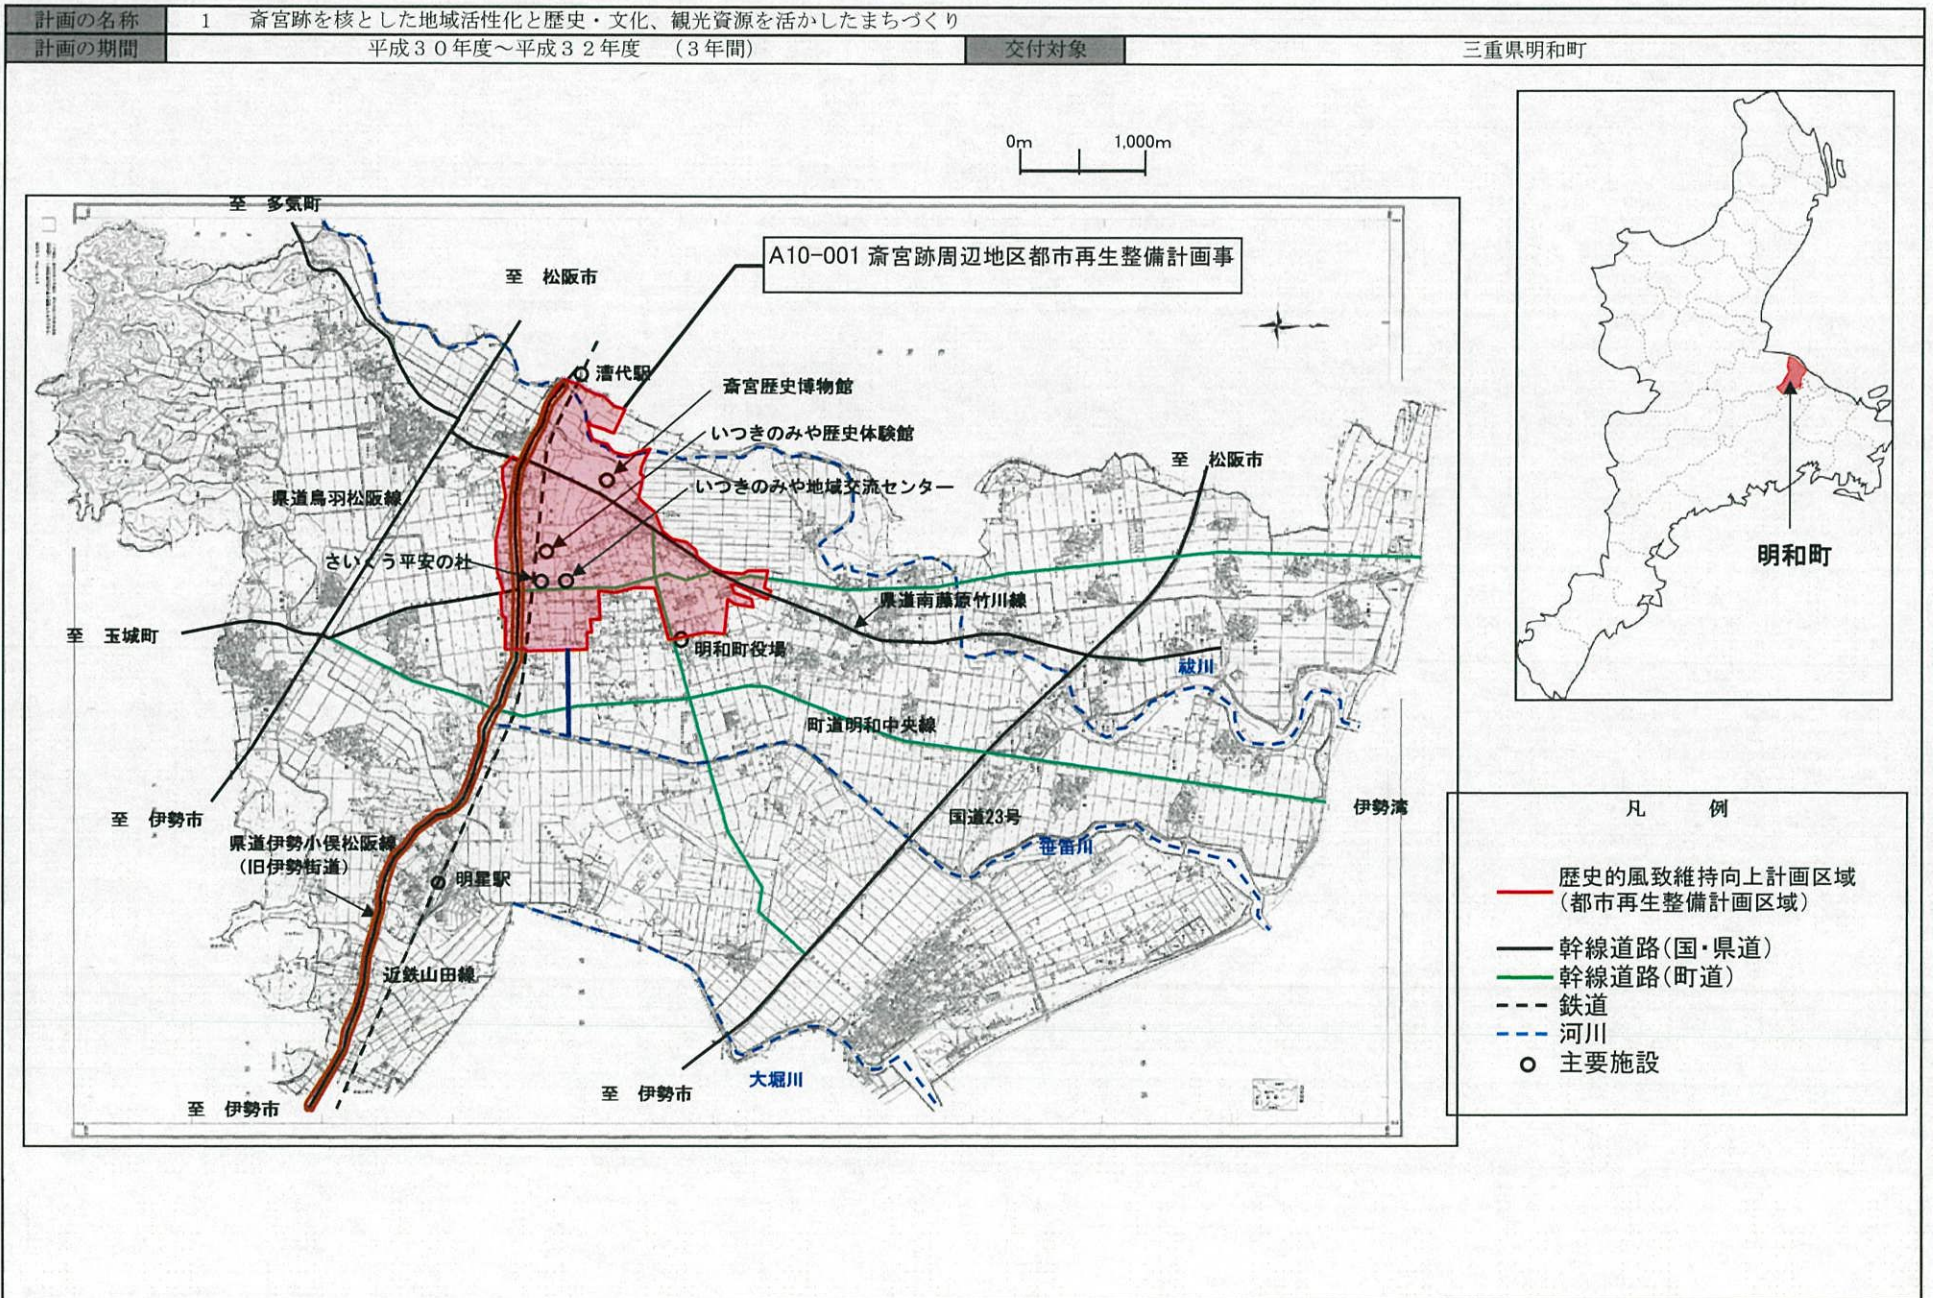 計画の名称
1 斎宮跡を核とした地域活性化と歴史・文化、観光資源を活かしたまちづくり
計画の期間
平成３０年度～平成３２年度 （３年間）
交付対象
三重県明和町
0m 1,000m
至 多気町
至 松阪市
A10-001 斎宮跡周辺地区都市再生整備計画事
漕代駅
斎宮歴史博物館
いつきのみや歴史体験館
至 松阪市
いつきのみや地域交流センター
県道鳥羽松阪線
さいくう平安の杜
県道南藤原竹川線
至 玉城町
明和町役場
祓川
町道明和中央線
至 伊勢市
国道23号
伊勢湾
県道伊勢小俣松阪線
（旧伊勢街道）
笹笛川
明星駅
近鉄山田線
大堀川
至 伊勢市
至 伊勢市
明和町
凡 例
歴史的風致維持向上計画区域
（都市再生整備計画区域）
幹線道路（国・県道）
幹線道路（町道）
鉄道
河川
主要施設